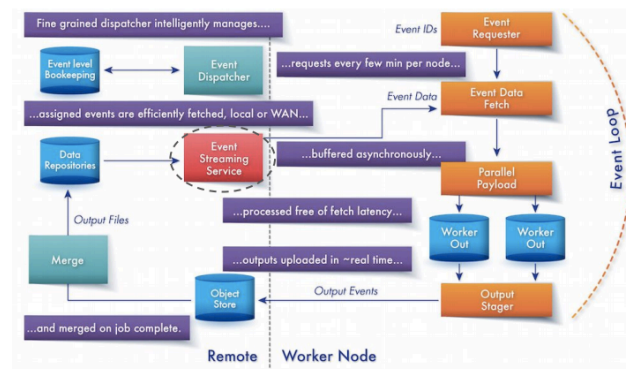 Fine grained dispatcher intelligently manages....
Event IDs
Event
Requester
Event level
Bookeeping
Event
Dispatcher
...requests every few min per node...
Event Data
Event Data
Fetch
...assigned events are efficiently fetched, local or WAN...
Data
Repositories
Event
Streaming
Service
...buffered asynchronously...
Parallel
Payload
Event Loop
Output Files
...processed free of fetch latency...
Worker
Out
Worker
Out
Merge
...outputs uploaded in ~real time...
Object
Store
Output Events
Output
Stager
...and merged on job complete.
Remote
Worker Node